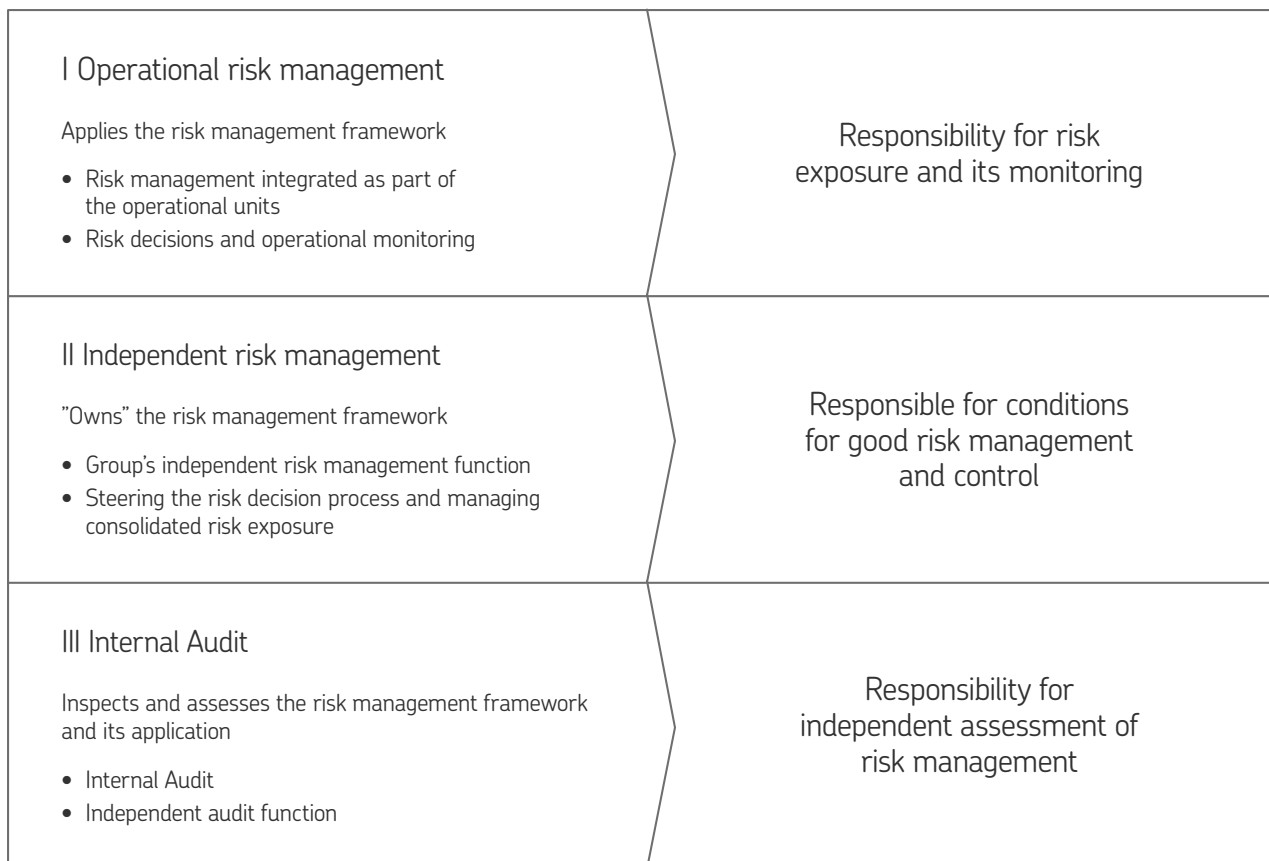 I Operational risk management
Applies the risk management framework
• Risk management integrated as part of
the operational units
• Risk decisions and operational monitoring
Responsibility for risk
exposure and its monitoring
II Independent risk management
”Owns” the risk management framework
• Group’s independent risk management function
• Steering the risk decision process and managing
consolidated risk exposure
Responsible for conditions
for good risk management
and control
III Internal Audit
Inspects and assesses the risk management framework
and its application
• Internal Audit
• Independent audit function
Responsibility for
independent assessment of
risk management